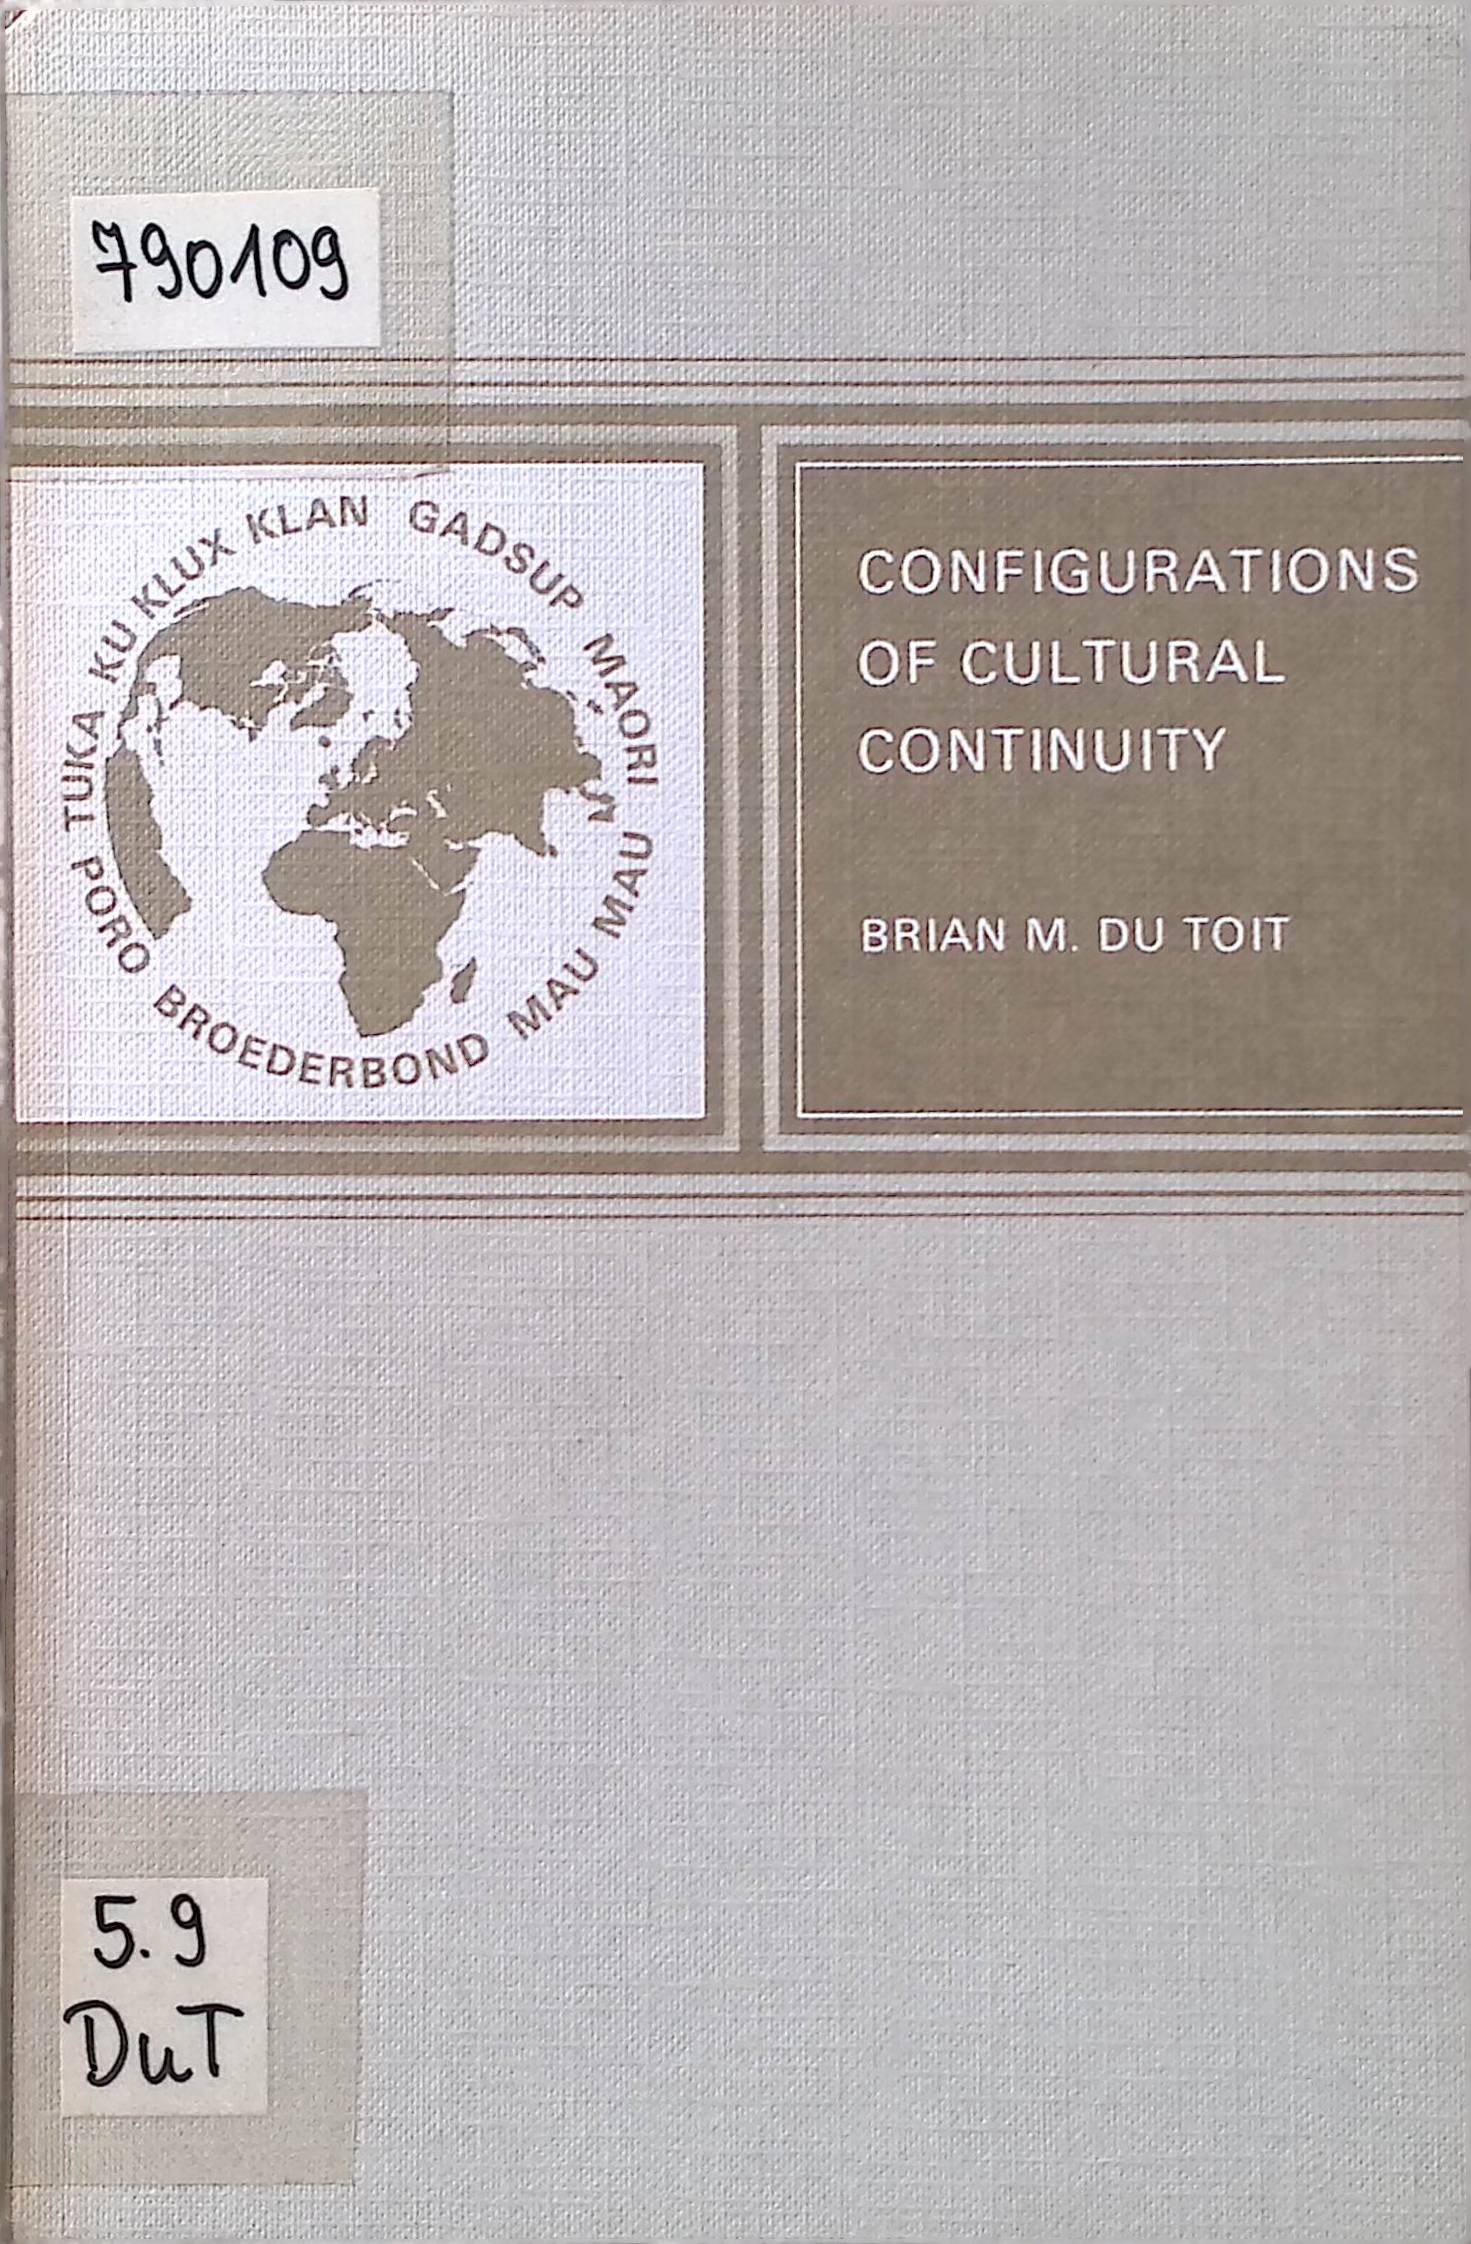 790109
TUKA KU KLUX KLAN GADSUP MAORI
PORO BROEDERBOND MAU MAU
CONFIGURATIONS
OF CULTURAL
CONTINUITY
BRIAN M. DU TOIT
5.9
DuT